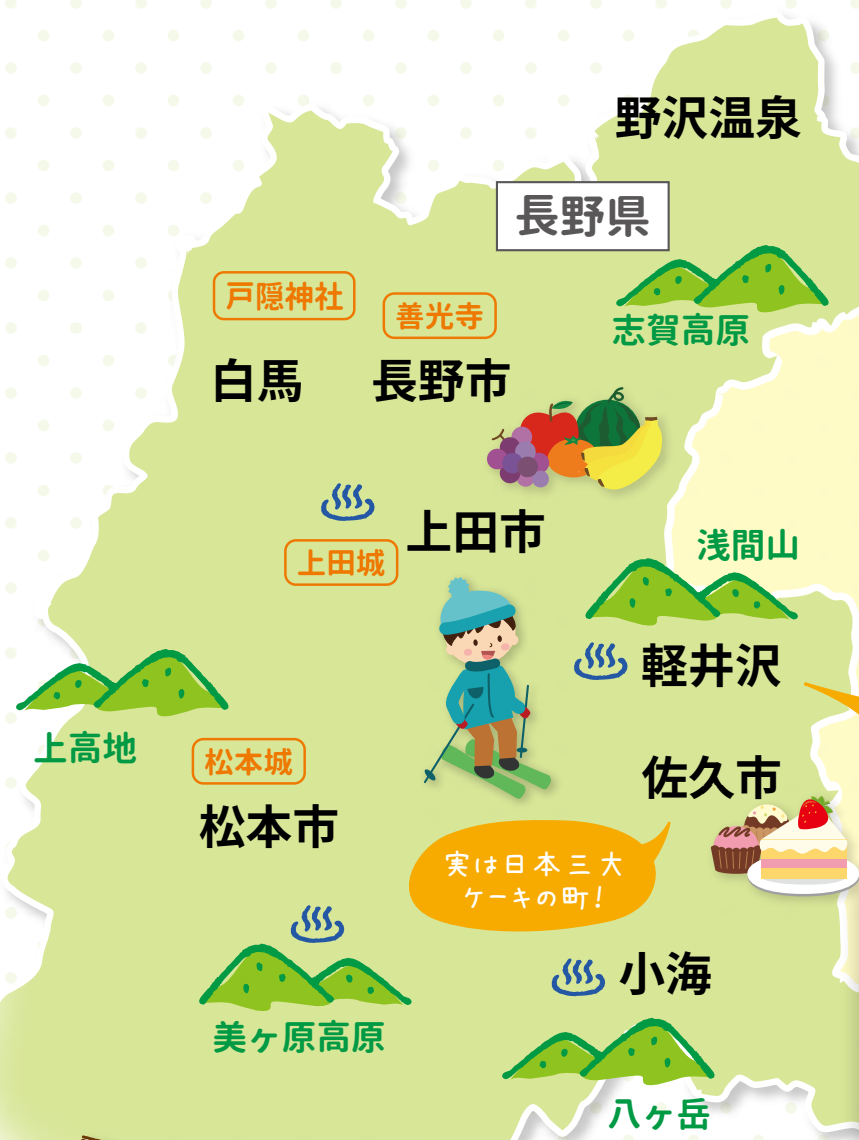 野沢温泉
長野県
戸隠神社
善光寺
志賀高原
白馬
長野市
上田市
浅間山
上田城
軽井沢
上高地
松本城
佐久市
松本市
実は日本三大
ケーキの町!
小海
美ヶ原高原
八ヶ岳